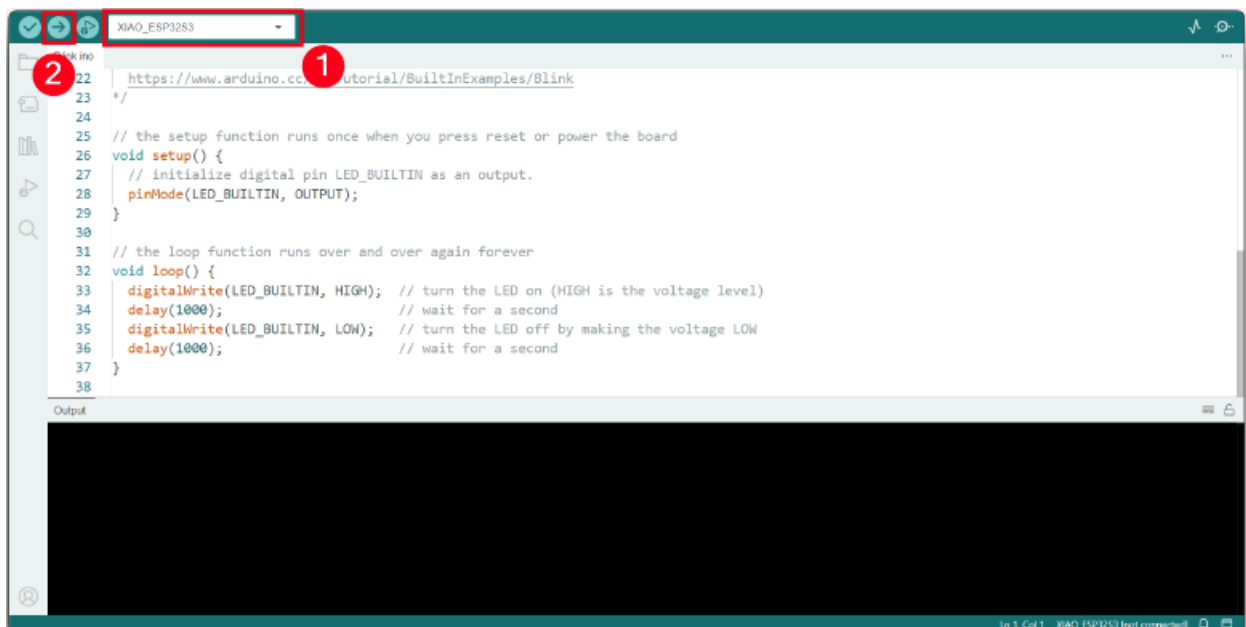 XIAO_ESP32S3
1
2
ink.ino
22 https://www.arduino.cc/ utorial/BuiltInExamples/Blink
23 */
24
25 // the setup function runs once when you press reset or power the board
26 void setup() {
27 // initialize digital pin LED_BUILTIN as an output.
28 pinMode(LED_BUILTIN, OUTPUT);
29 }
30
31 // the loop function runs over and over again forever
32 void loop() {
33 digitalWrite(LED_BUILTIN, HIGH); // turn the LED on (HIGH is the voltage level)
34 delay(1000); // wait for a second
35 digitalWrite(LED_BUILTIN, LOW); // turn the LED off by making the voltage LOW
36 delay(1000); // wait for a second
37 }
38
Output
Ln 1, Col 1 XIAO_ESP32S3 [not connected]